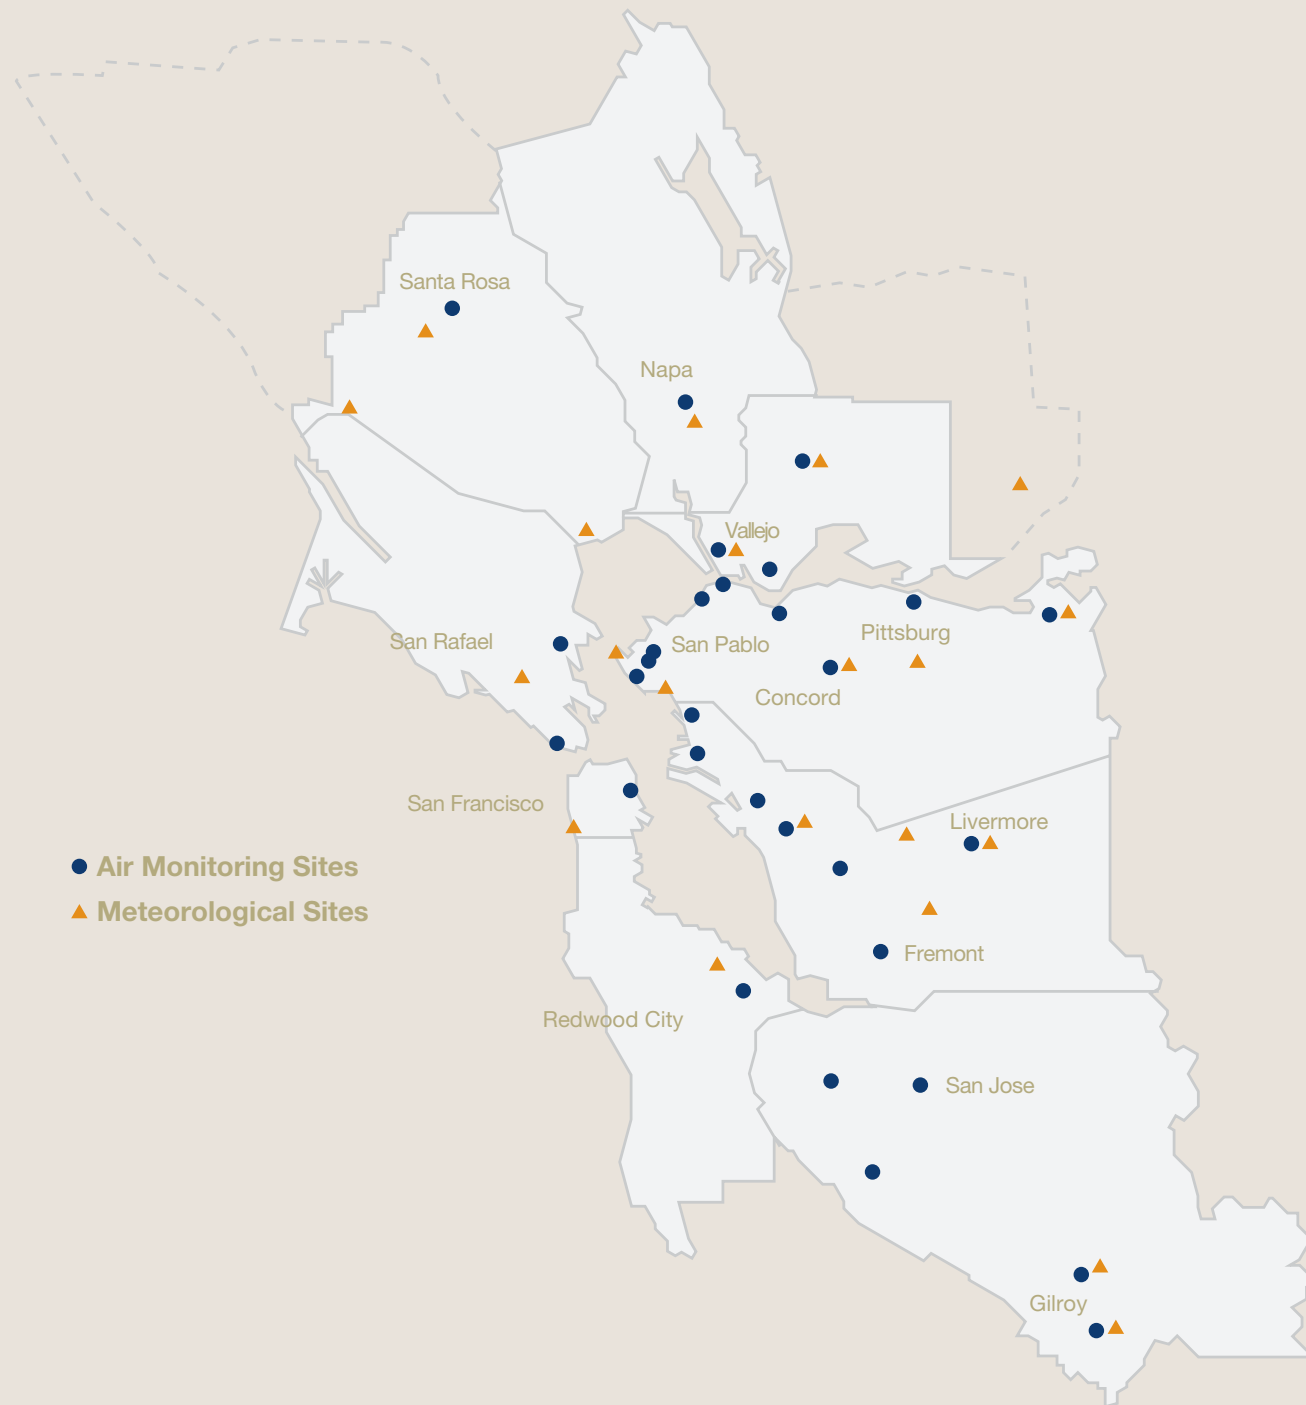 Santa Rosa
Napa
Vallejo
San Rafael
San Pablo
Pittsburg
Concord
San Francisco
Livermore
Air Monitoring Sites
Meteorological Sites
Fremont
Redwood City
San Jose
Gilroy